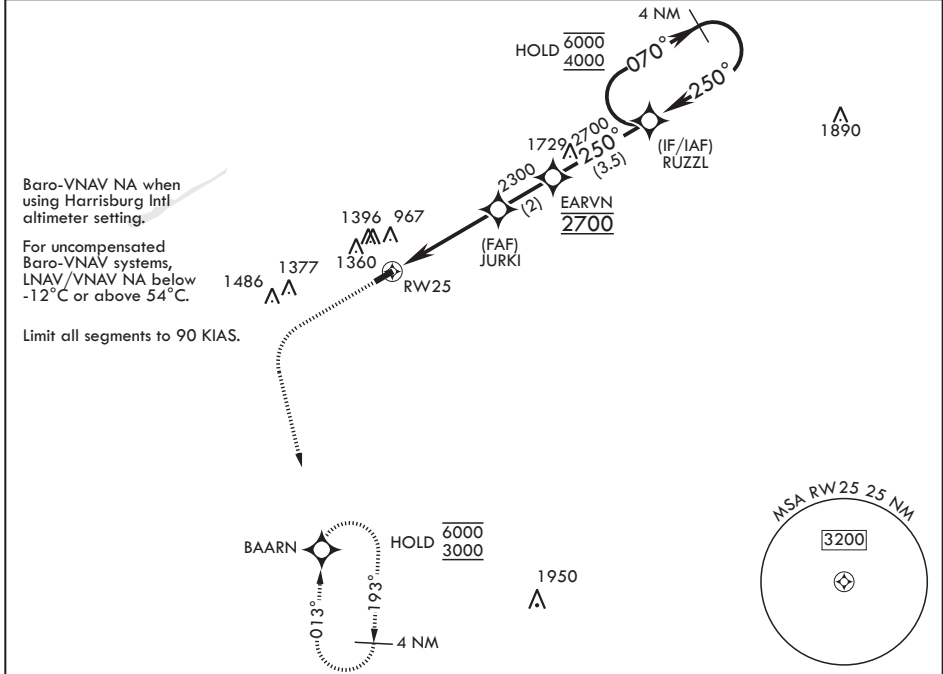 4 NM
HOLD 6000
4000
070°
250°
1890
(IF/IAF)
RUZZL
1729
2700
250°
(3.5)
2300
(2)
EARVN
2700
(FAF)
JURKI
Baro-VNAV NA when
using Harrisburg Intl
altimeter setting.
For uncompensated
Baro-VNAV systems,
LNAV/VNAV NA below
-12°C or above 54°C.
Limit all segments to 90 KIAS.
1396
967
1360
1486
1377
RW25
MSA RW25 25 NM
3200
BAARN
HOLD 6000
3000
013°
193°
4 NM
1950